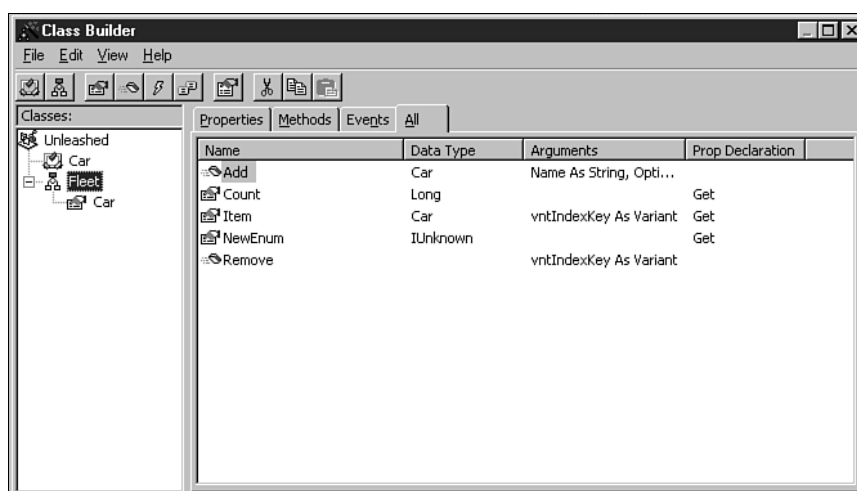 Class Builder
File Edit View Help
Classes:
Unleashed
Car
Fleet
Car
Properties Methods Events All
Name Data Type Arguments Prop Declaration
Add Car Name As String, Opti...
Count Long Get
Item Car vntIndexKey As Variant Get
NewEnum IUnknown Get
Remove vntIndexKey As Variant